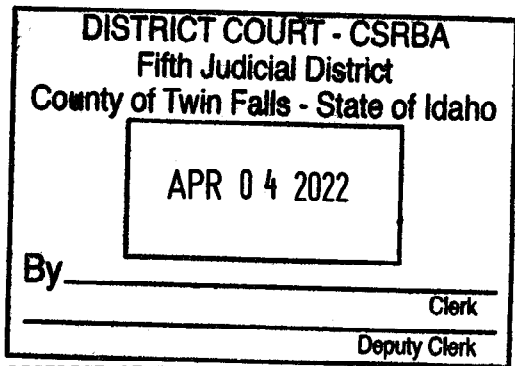 DISTRICT COURT - CSRBA
Fifth Judicial District
County of Twin Falls - State of Idaho
APR 04 2022
By
Clerk
Deputy Clerk